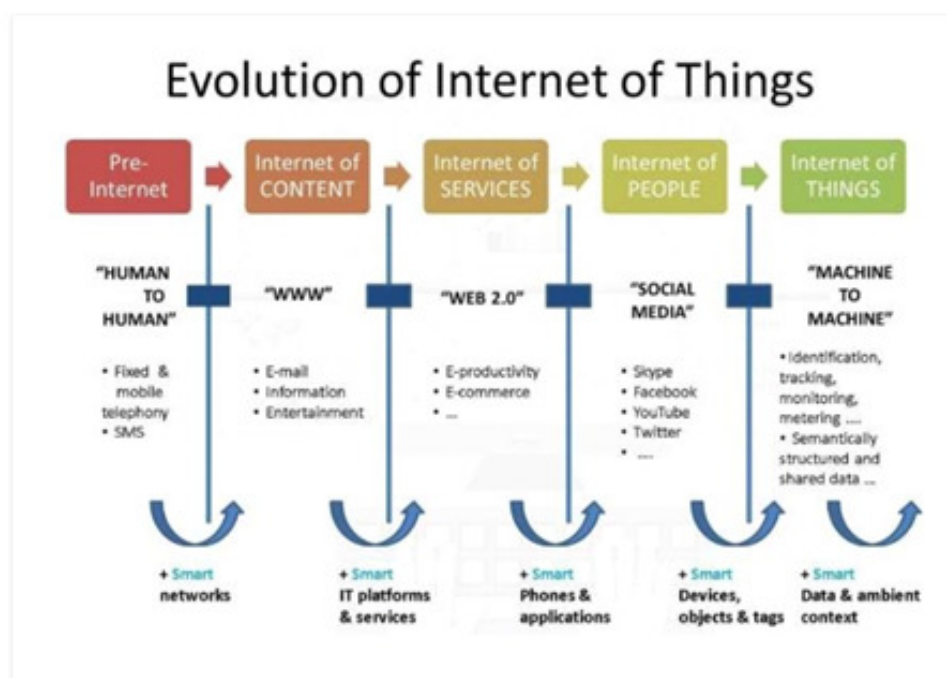 Evolution of Internet of Things
Pre-
Internet
Internet of
CONTENT
Internet of
SERVICES
Internet of
PEOPLE
Internet of
THINGS
"HUMAN
TO
HUMAN"
"WWW"
"WEB 2.0"
"SOCIAL
MEDIA"
"MACHINE
TO
MACHINE"
• Fixed &
mobile
telephony
• SMS
• E-mail
• Information
• Entertainment
• E-productivity
• E-commerce
• ...
• Skype
• Facebook
• YouTube
• Twitter
• ....
• Identification,
tracking,
monitoring,
metering ....
• Semantically
structured and
shared data ...
+ Smart
networks
+ Smart
IT platforms
& services
+ Smart
Phones &
applications
+ Smart
Devices,
objects & tags
+ Smart
Data & ambient
context